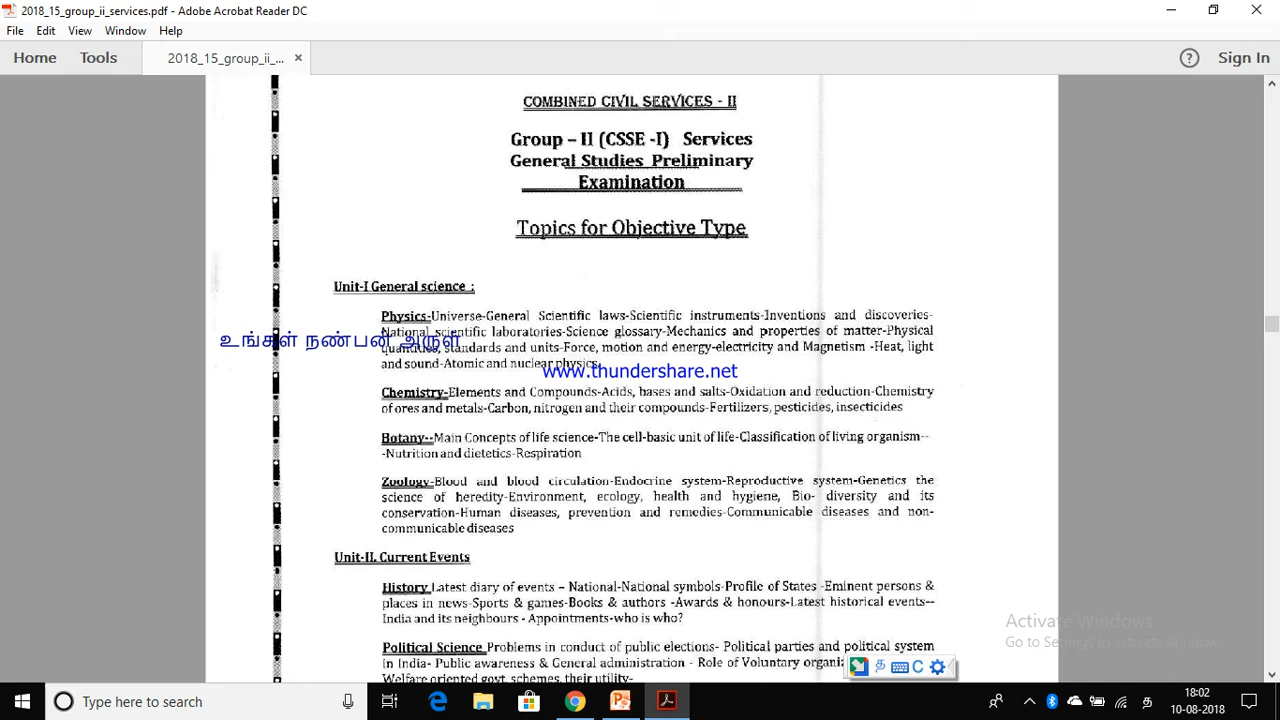 2018_15_group_ii_services.pdf - Adobe Acrobat Reader DC
File Edit View Window Help
Home Tools 2018_15_group_ii_... × Sign In
COMBINED CIVIL SERVICES - II
Group – II (CSSE -I) Services
General Studies Preliminary
Examination
Topics for Objective Type
Unit-I General science :
Physics-Universe-General Scientific laws-Scientific instruments-Inventions and discoveries-
National scientific laboratories-Science glossary-Mechanics and properties of matter-Physical
உங்கள் நண்பன் அருள்
quantities, standards and units-Force, motion and energy-electricity and Magnetism -Heat, light
and sound-Atomic and nuclear physics.
www.thundershare.net
Chemistry-Elements and Compounds-Acids, bases and salts-Oxidation and reduction-Chemistry
of ores and metals-Carbon, nitrogen and their compounds-Fertilizers, pesticides, insecticides
Botany--Main Concepts of life science-The cell-basic unit of life-Classification of living organism--
-Nutrition and dietetics-Respiration
Zoology-Blood and blood circulation-Endocrine system-Reproductive system-Genetics the
science of heredity-Environment, ecology, health and hygiene, Bio- diversity and its
conservation-Human diseases, prevention and remedies-Communicable diseases and non-
communicable diseases
Unit-II. Current Events
History Latest diary of events – National-National symbols-Profile of States -Eminent persons &
places in news-Sports & games-Books & authors -Awards & honours-Latest historical events--
India and its neighbours - Appointments-who is who?
Political Science Problems in conduct of public elections- Political parties and political system
in India- Public awareness & General administration - Role of Voluntary
Welfare oriented govt. schemes, their utility-
Activate Windows
Go to Settings to activate Windows.
Type here to search
18:02
10-08-2018